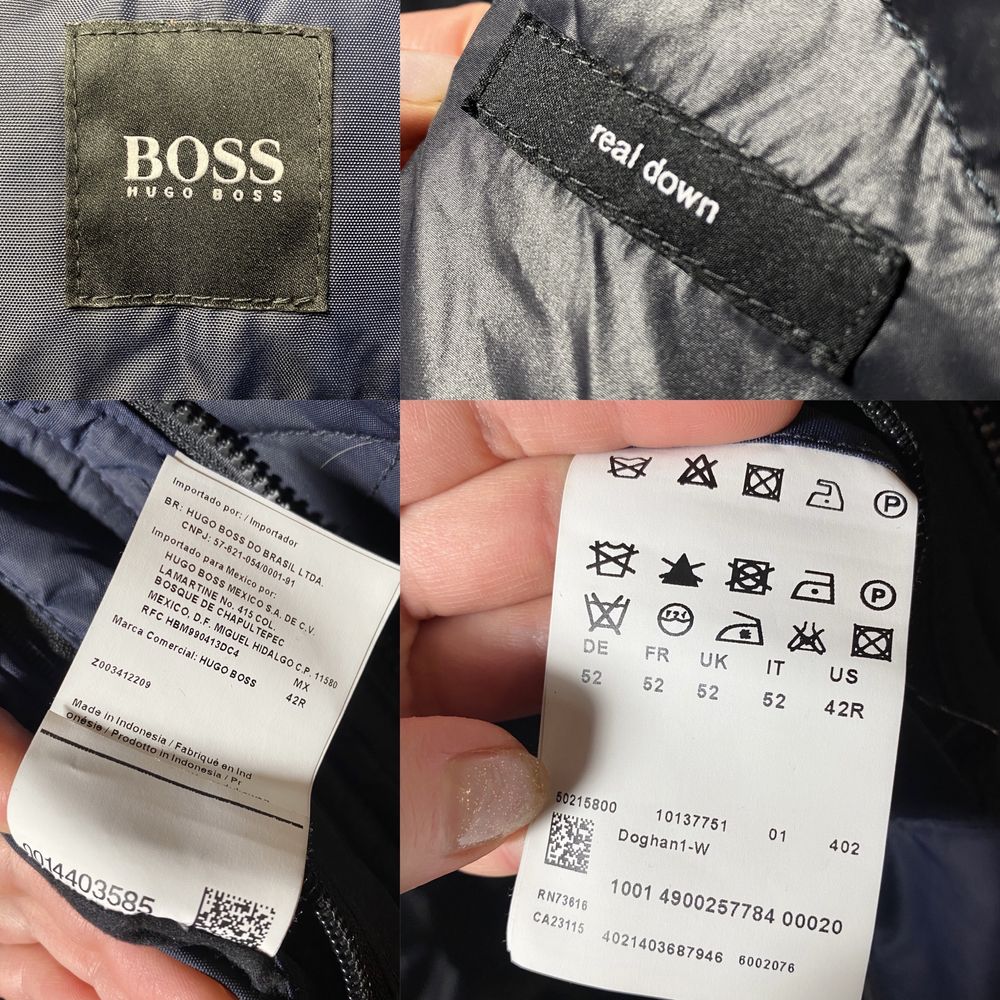 BOSS
HUGO BOSS
real down
Importado por: / Importador
BR: HUGO BOSS DO BRASIL LTDA.
CNPJ: 57-621-054/0001-91
Importado para Mexico por:
HUGO BOSS MEXICO S.A. DE C.V.
LAMARTINE No. 415 COL.
BOSQUE DE CHAPULTEPEC
MEXICO, D.F. MIGUEL HIDALGO C.P. 11580
RFC HBM990413DC4
Marca Comercial: HUGO BOSS
MX
42R
Z003412209
Made in Indonesia / Fabriqué en Ind
onésie / Prodotto in Indonesia / Pr
0014403585
P
P
DE FR UK IT US
52 52 52 52 42R
50215800 10137751 01 402
Doghan1-W
1001 4900257784 00020
RN73616
CA23115 4021403687946 6002076